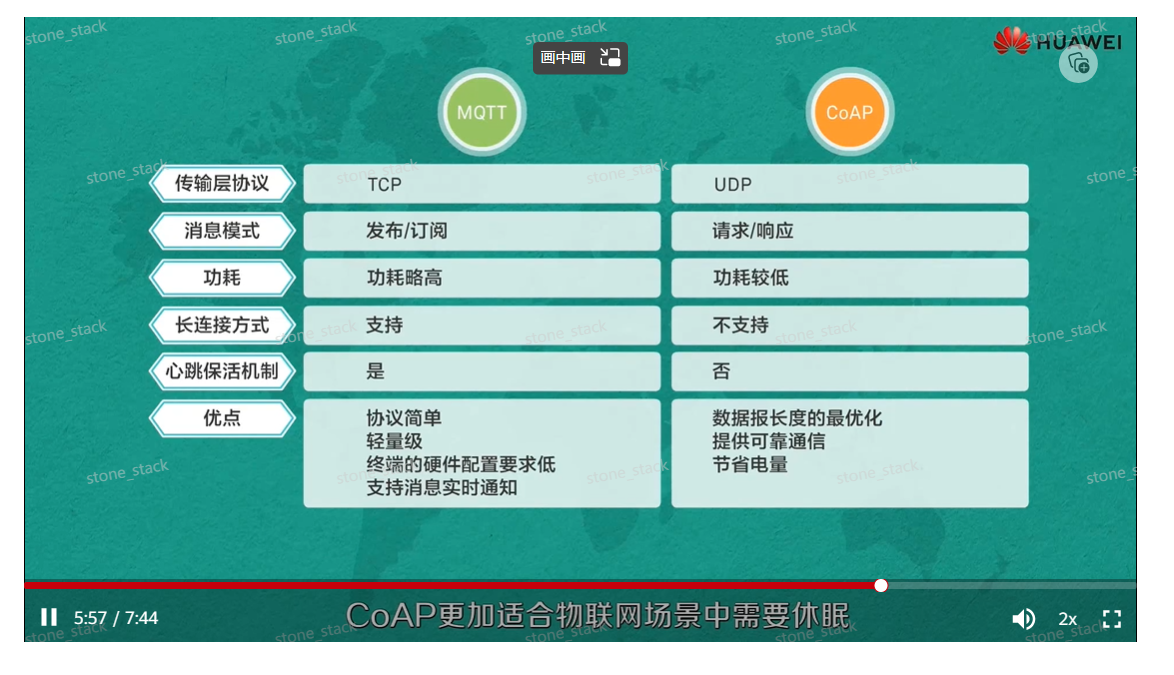 stone_stack stone_stack stone_stack stone_stack stone_stack
HUAWEI
画中画
MQTT CoAP
stone_stack stone_stack stone_stack stone_stack
传输层协议 TCP UDP
消息模式 发布/订阅 请求/响应
功耗 功耗略高 功耗较低
长连接方式 支持 不支持
stone_stack stone_stack stone_stack stone_stack
心跳保活机制 是 否
优点 协议简单 数据报长度的最优化
轻量级 提供可靠通信
终端的硬件配置要求低 节省电量
支持消息实时通知
stone_stack stone_stack stone_stack
5:57 / 7:44
CoAP更加适合物联网场景中需要休眠
2x
stone_stack stone_stack stone_stack stone_stack